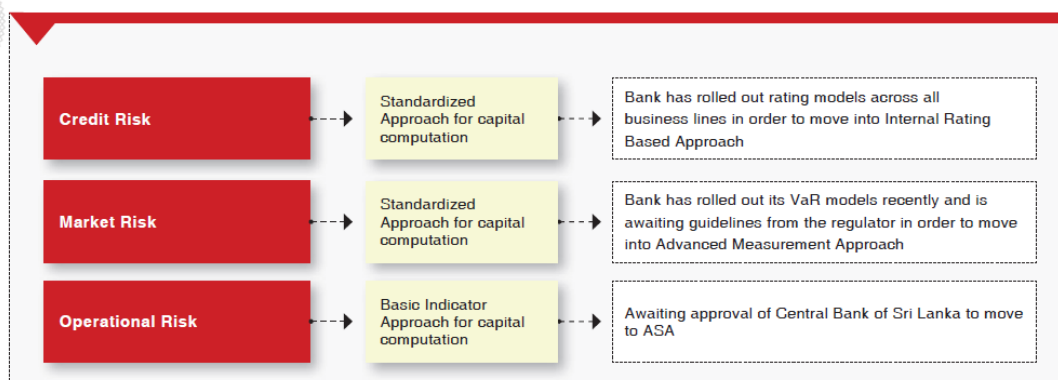 Credit Risk
Standardized
Approach for capital
computation
Bank has rolled out rating models across all
business lines in order to move into Internal Rating
Based Approach
Market Risk
Standardized
Approach for capital
computation
Bank has rolled out its VaR models recently and is
awaiting guidelines from the regulator in order to move
into Advanced Measurement Approach
Operational Risk
Basic Indicator
Approach for capital
computation
Awaiting approval of Central Bank of Sri Lanka to move
to ASA